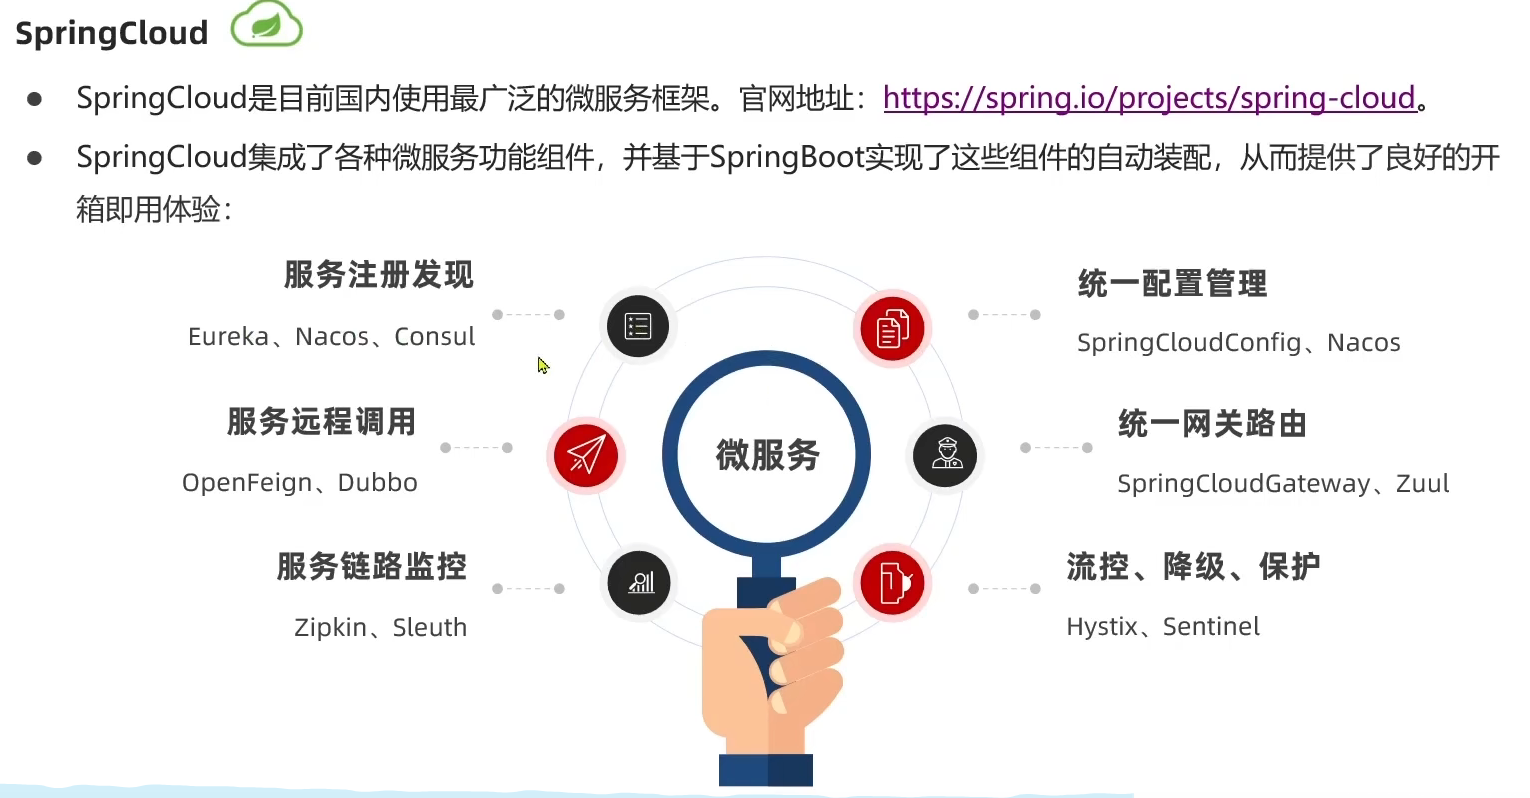 SpringCloud
SpringCloud是目前国内使用最广泛的微服务框架。官网地址：https://spring.io/projects/spring-cloud。
SpringCloud集成了各种微服务功能组件，并基于SpringBoot实现了这些组件的自动装配，从而提供了良好的开
箱即用体验：
服务注册发现
Eureka、Nacos、Consul
统一配置管理
SpringCloudConfig、Nacos
服务远程调用
OpenFeign、Dubbo
微服务
统一网关路由
SpringCloudGateway、Zuul
服务链路监控
Zipkin、Sleuth
流控、降级、保护
Hystix、Sentinel